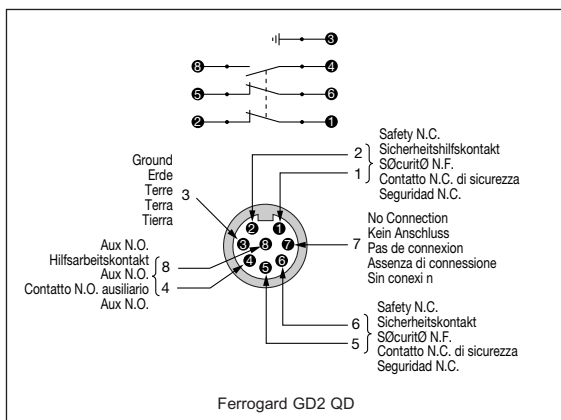 3
8 4
5 6
2 1
Safety N.C.
2 Sicherheitshilfskontakt
SØcuritØ N.F.
1 Contatto N.C. di sicurezza
Seguridad N.C.
Ground
Erde
Terre 3
Terra
Tierra
2 1
3 8 7
4 5 6
No Connection
Kein Anschluss
7 Pas de connexion
Assenza di connessione
Sin conexi n
Aux N.O.
Hilfsarbeitskontakt 8
Aux N.O.
Contatto N.O. ausiliario 4
Aux N.O.
Safety N.C.
6 Sicherheitskontakt
SØcuritØ N.F.
5 Contatto N.C. di sicurezza
Seguridad N.C.
Ferrogard GD2 QD